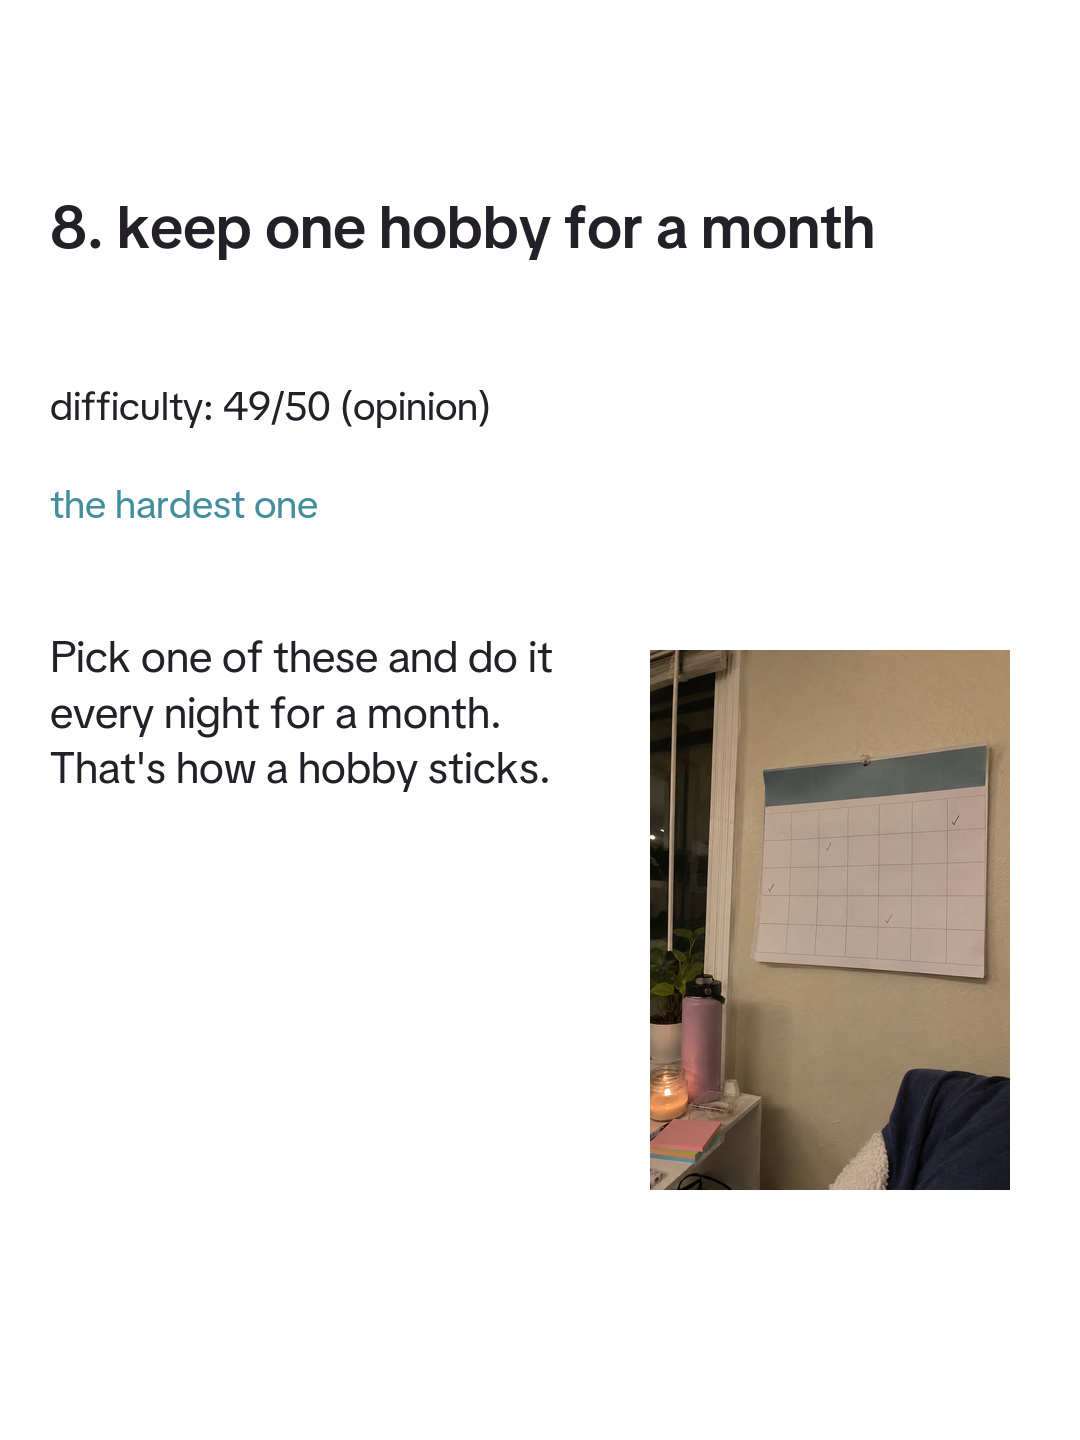 8. keep one hobby for a month
difficulty: 49/50 (opinion)
the hardest one
Pick one of these and do it
every night for a month.
That's how a hobby sticks.